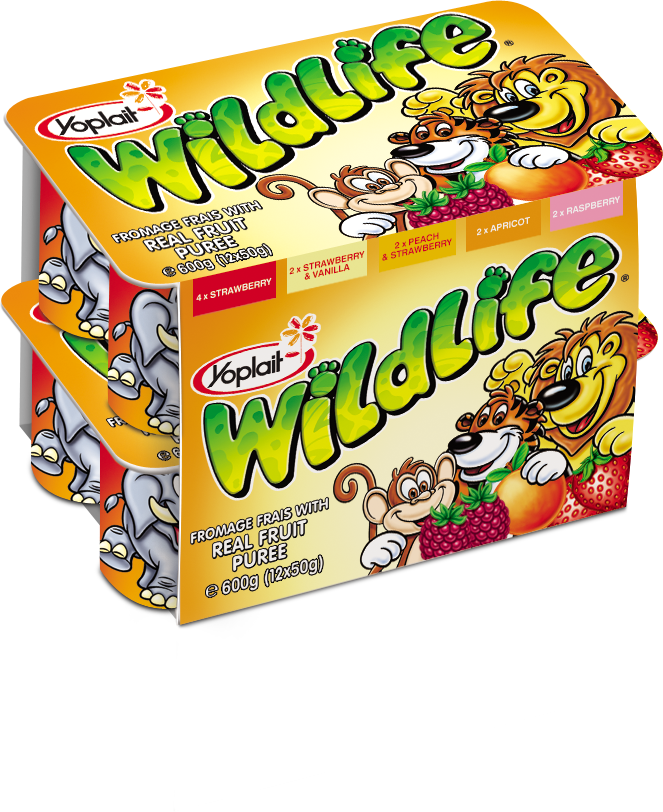 Yoplait
WildLife®
FROMAGE FRAIS WITH
REAL FRUIT
PUREE
e 600g (12x50g)
4 x STRAWBERRY
2 x STRAWBERRY
& VANILLA
2 x PEACH
& STRAWBERRY
2 x APRICOT
2 x RASPBERRY
Yoplait
WildLife®
FROMAGE FRAIS WITH
REAL FRUIT
PUREE
e 600g (12x50g)